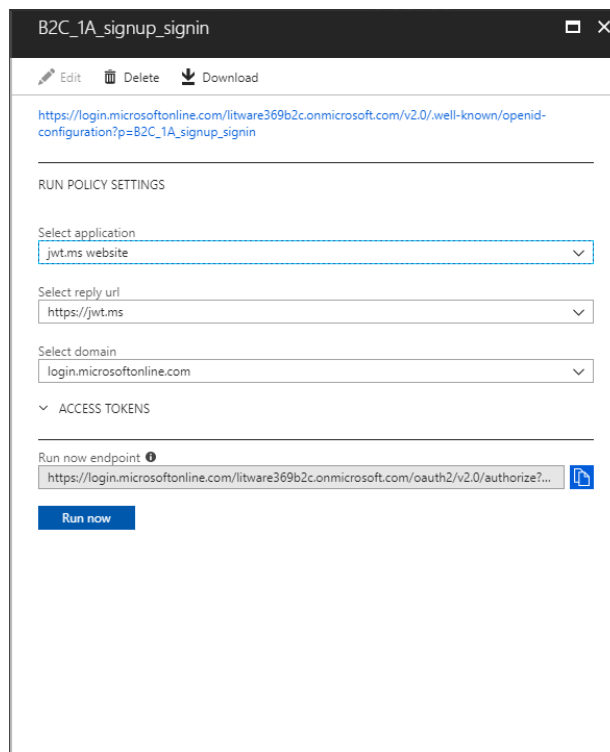 B2C_1A_signup_signin
Edit Delete Download
https://login.microsoftonline.com/litware369b2c.onmicrosoft.com/v2.0/.well-known/openid-
configuration?p=B2C_1A_signup_signin
RUN POLICY SETTINGS
Select application
jwt.ms website
Select reply url
https://jwt.ms
Select domain
login.microsoftonline.com
ACCESS TOKENS
Run now endpoint
https://login.microsoftonline.com/litware369b2c.onmicrosoft.com/oauth2/v2.0/authorize?...
Run now